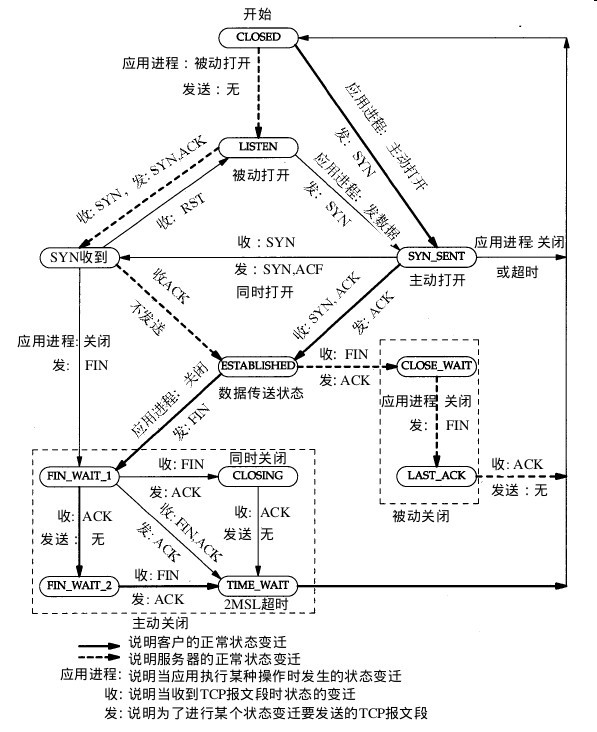 开始
CLOSED
应用进程：被动打开
发送：无
应用进程：主动打开
发：SYN
LISTEN
被动打开
收：SYN，发：SYN,ACK
收：RST
应用进程：发数据
发：SYN
SYN收到
收：SYN
发：SYN,ACF
同时打开
SYN_SENT
主动打开
应用进程:关闭
或超时
收ACK
不发送
收:SYN, ACK
发: ACK
应用进程: 关闭
发: FIN
ESTABLISHED
数据传送状态
收: FIN
发: ACK
CLOSE_WAIT
应用进程: 关闭
发: FIN
应用进程: 关闭
发: FIN
LAST_ACK
收: ACK
发送: 无
被动关闭
同时关闭
FIN_WAIT_1
收: FIN
发: ACK
CLOSING
收: ACK
发送： 无
收: FIN,ACK
发: ACK
收: ACK
发送 无
FIN_WAIT_2
收: FIN
发: ACK
TIME_WAIT
2MSL超时
主动关闭
说明客户的正常状态变迁
说明服务器的正常状态变迁
应用进程: 说明当应用执行某种操作时发生的状态变迁
收: 说明当收到TCP报文段时状态的变迁
发: 说明为了进行某个状态变迁要发送的TCP报文段